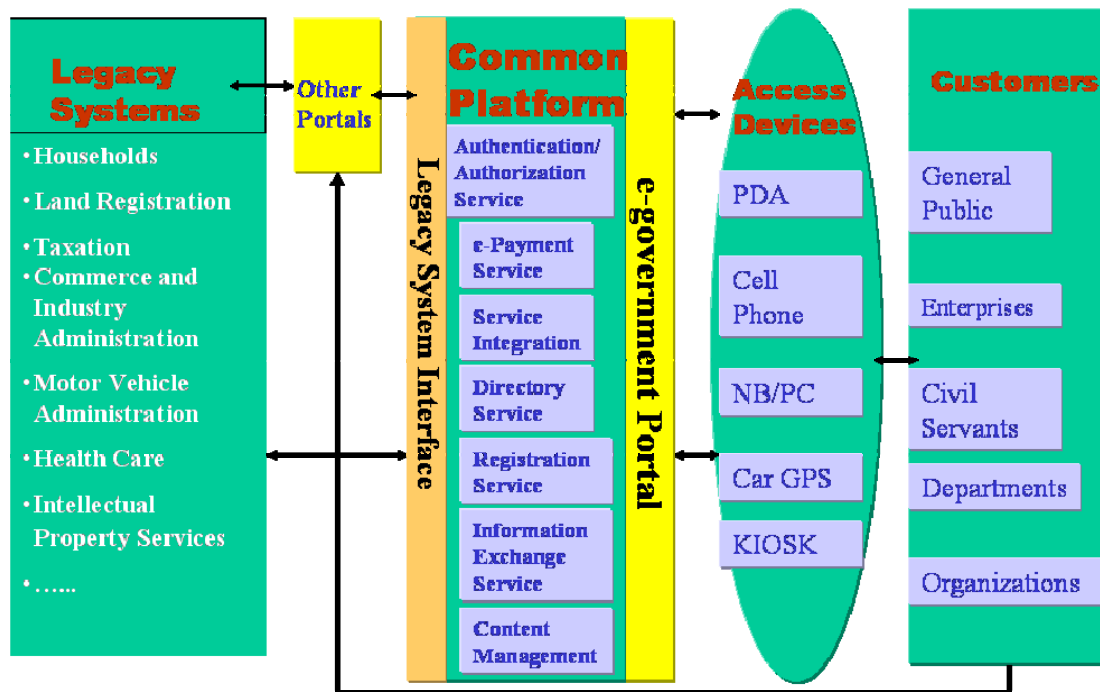 Legacy
Systems
•Households
•Land Registration
•Taxation
•Commerce and
Industry
Administration
•Motor Vehicle
Administration
•Health Care
•Intellectual
Property Services
•…...
Other
Portals
Legacy System Interface
Common
Platform
Authentication/
Authorization
Service
e-Payment
Service
Service
Integration
Directory
Service
Registration
Service
Information
Exchange
Service
Content
Management
e-government Portal
Access
Devices
PDA
Cell
Phone
NB/PC
Car GPS
KIOSK
Customers
General
Public
Enterprises
Civil
Servants
Departments
Organizations